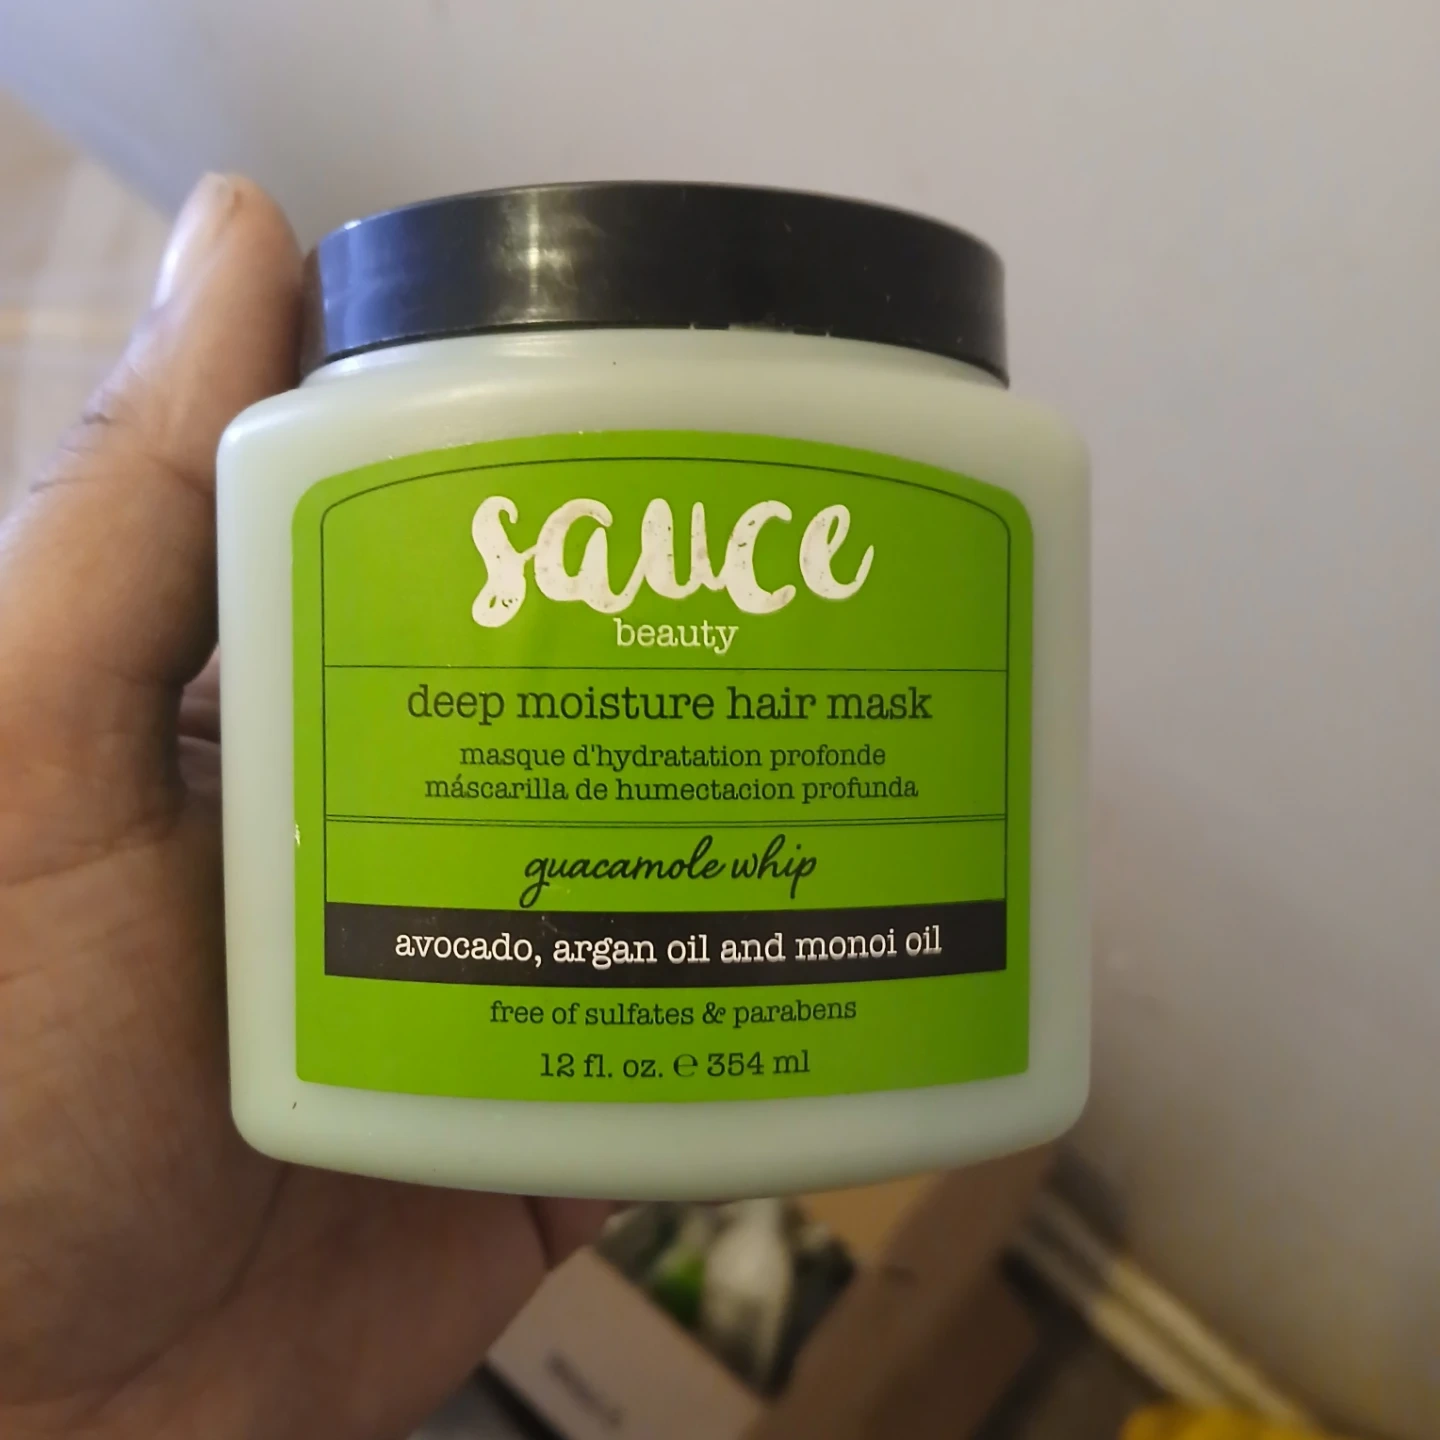 sauce
beauty
deep moisture hair mask
masque d'hydratation profonde
máscarilla de humectacion profunda
guacamole whip
avocado, argan oil and monoi oil
free of sulfates & parabens
12 fl. oz. ℮ 354 ml